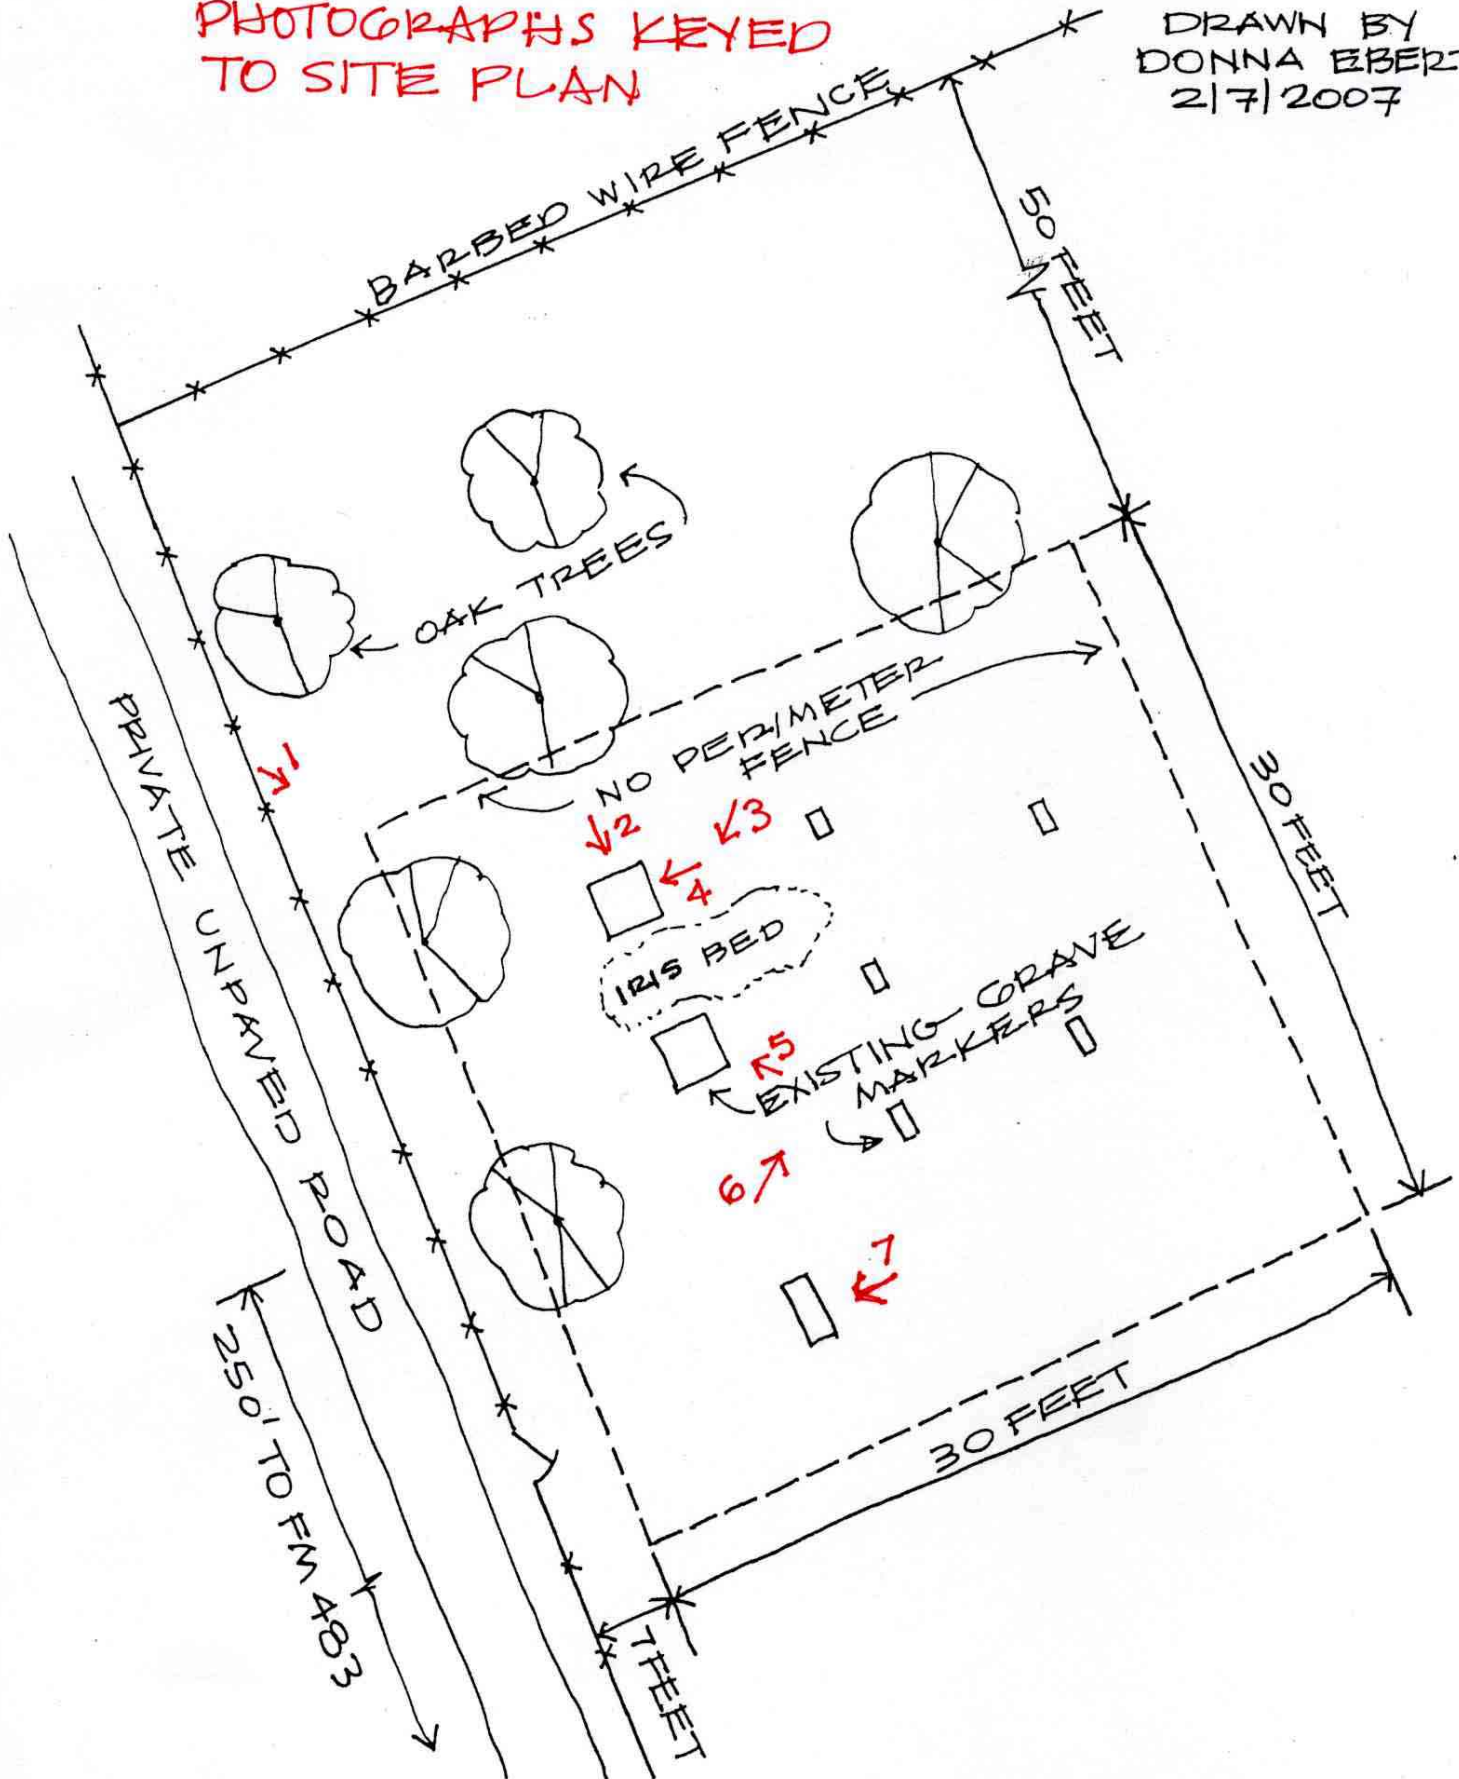 PHOTOGRAPHS KEYED
TO SITE PLAN
DRAWN BY
DONNA EBERT
2/7/2007
BARBED WIRE FENCE
50 FEET
OAK TREES
NO PERIMETER
FENCE
1
2
3
4
IRIS BED
5
EXISTING GRAVE
MARKERS
6
7
30 FEET
PRIVATE UNPAVED ROAD
250' TO FM 483
30 FEET
7 FEET